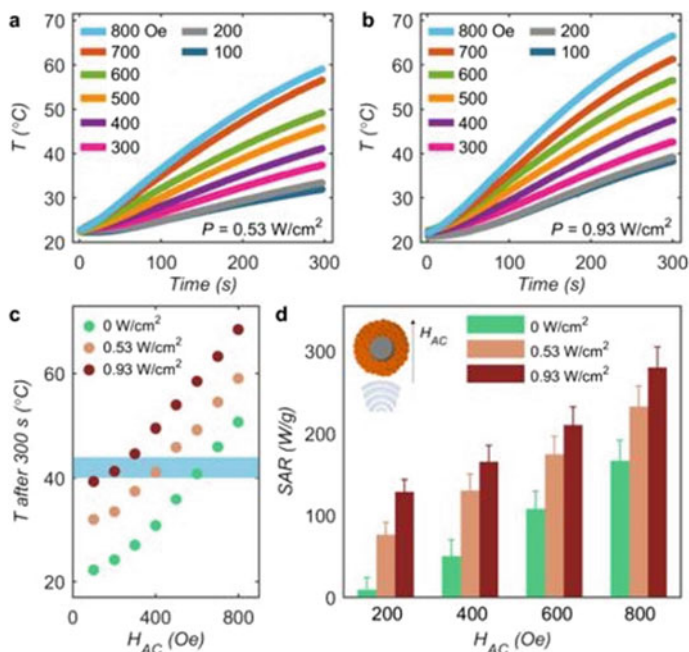 a
70
60
50
40
30
20
T (°C)
800 Oe
700
600
500
400
300
200
100
P = 0.53 W/cm²
0
100
200
300
Time (s)
b
70
60
50
40
30
20
T (°C)
800 Oe
700
600
500
400
300
200
100
P = 0.93 W/cm²
0
100
200
300
Time (s)
c
60
40
20
T after 300 s (°C)
0 W/cm²
0.53 W/cm²
0.93 W/cm²
0
400
800
H_AC (Oe)
d
300
200
100
0
SAR (W/g)
H_AC
0 W/cm²
0.53 W/cm²
0.93 W/cm²
200
400
600
800
H_AC (Oe)